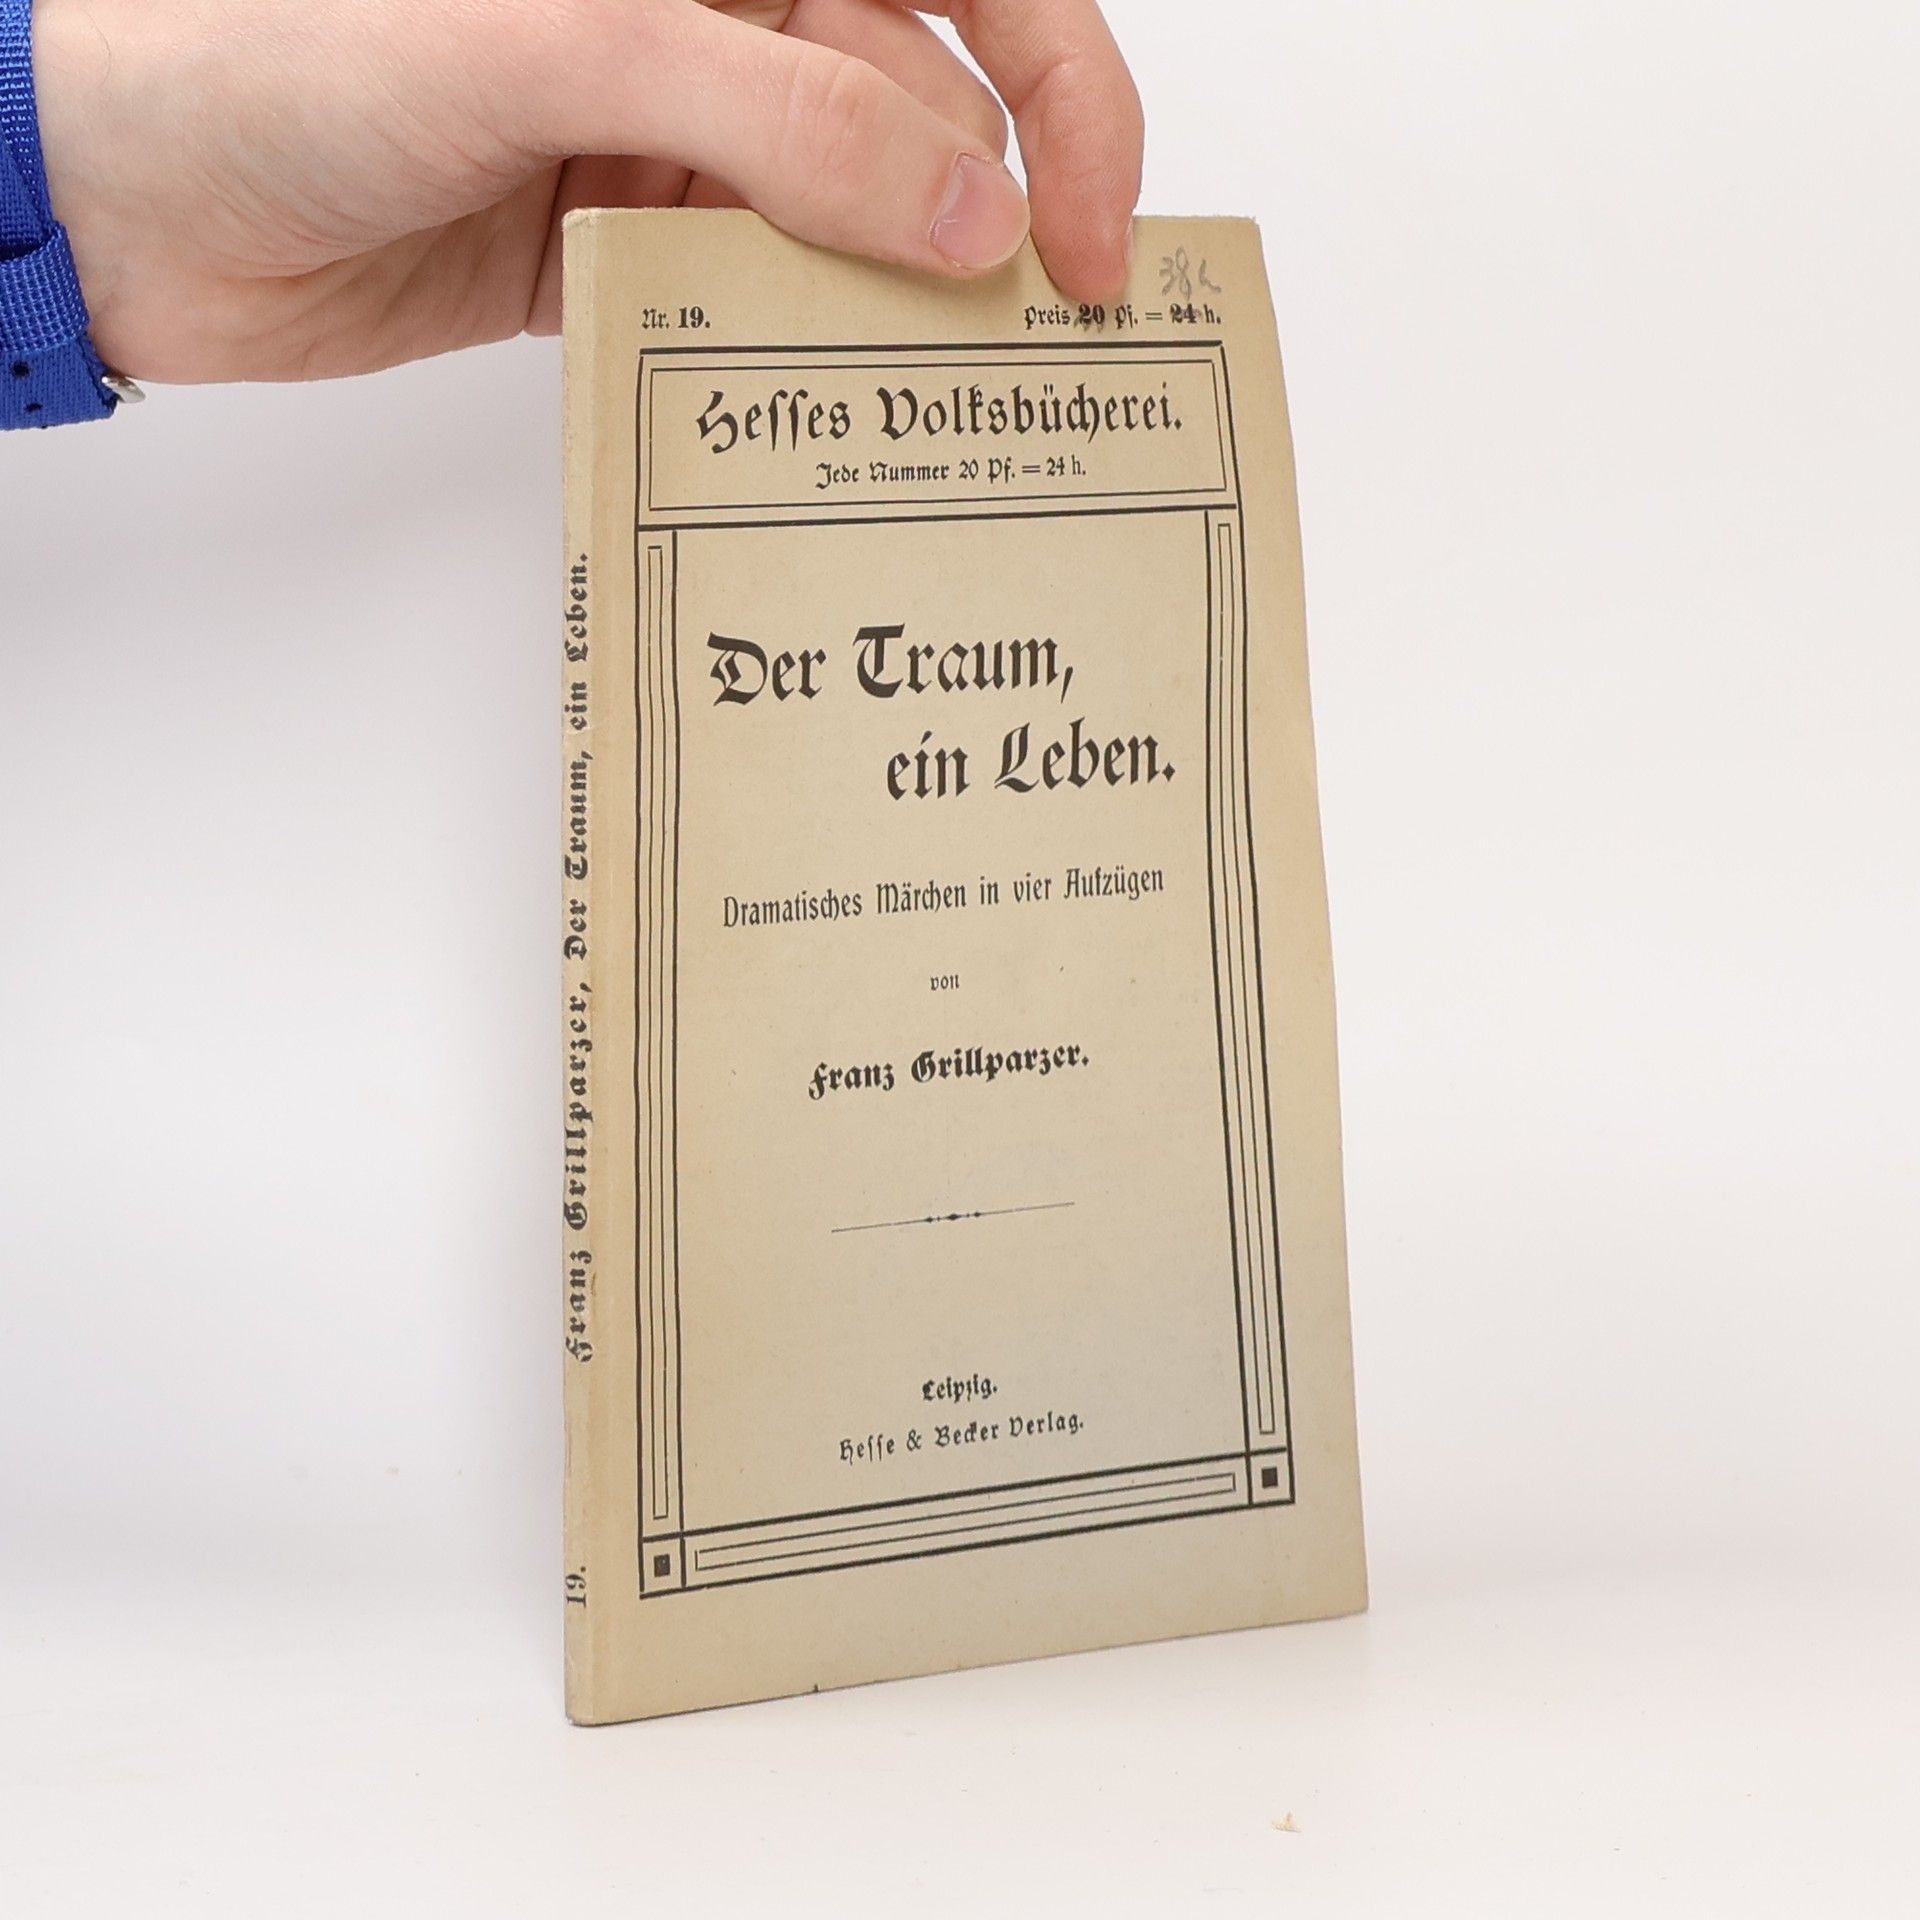 38 h
Nr. 19.
Preis 20 Pf. = 24 h.
Hesses Volksbücherei.
Jede Nummer 20 Pf. = 24 h.
Der Traum,
ein Leben.
Dramatisches Märchen in vier Aufzügen
von
Franz Grillparzer.
Leipzig.
Hesse & Becker Verlag.
Franz Grillparzer, Der Traum, ein Leben.
19.